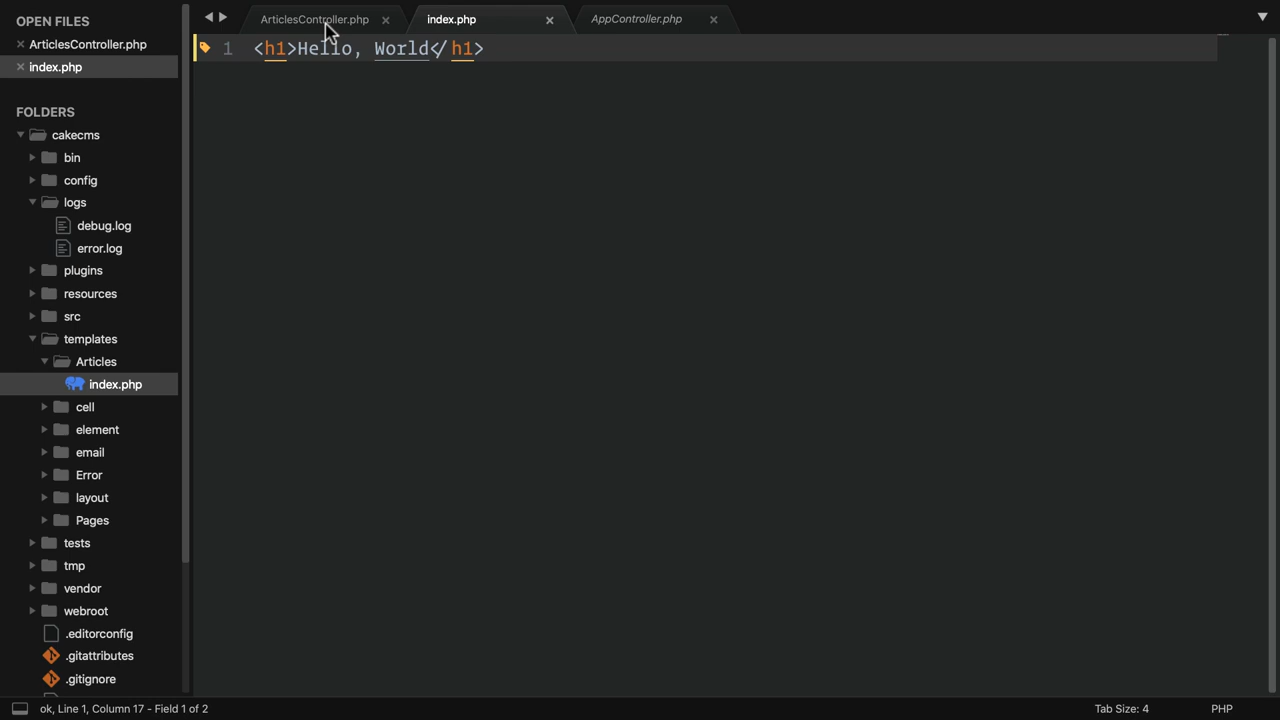 OPEN FILES
ArticlesController.php
index.php
FOLDERS
cakecms
bin
config
logs
debug.log
error.log
plugins
resources
src
templates
Articles
index.php
cell
element
email
Error
layout
Pages
tests
tmp
vendor
webroot
.editorconfig
.gitattributes
.gitignore
ArticlesController.php index.php AppController.php
1 <h1>Hello, World</h1>
ok, Line 1, Column 17 - Field 1 of 2 Tab Size: 4 PHP